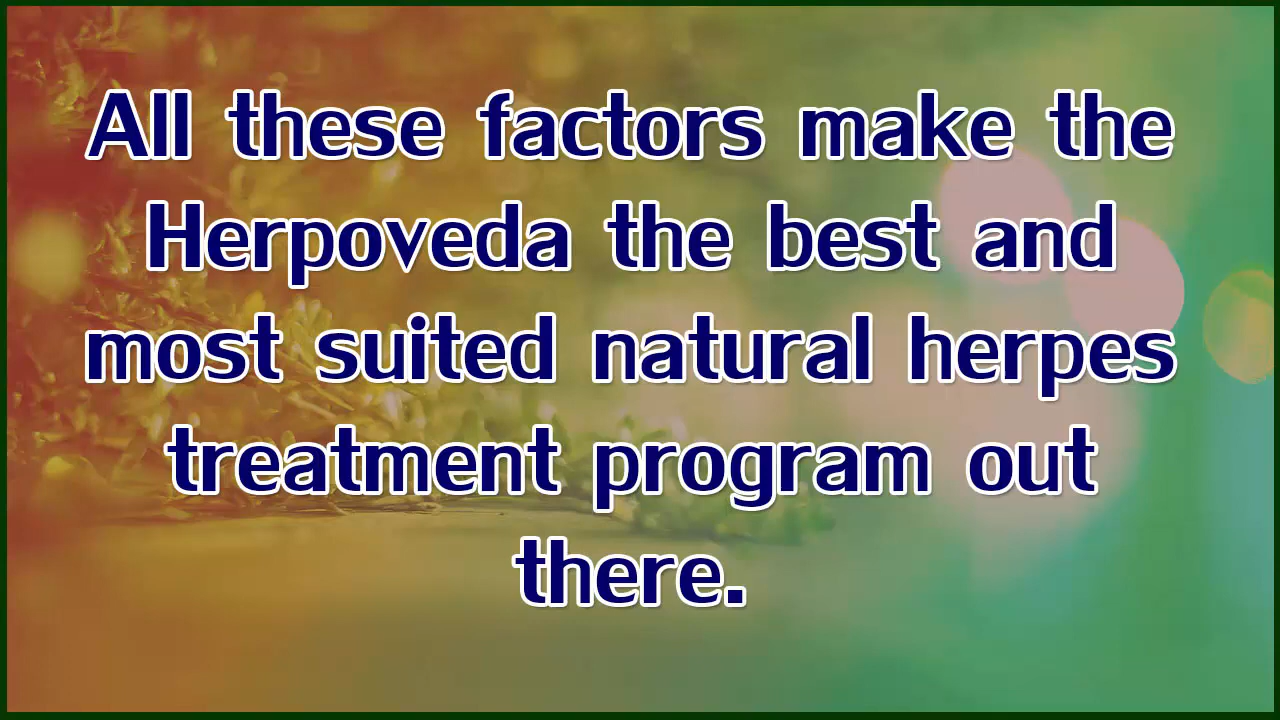 All these factors make the
Herpoveda the best and
most suited natural herpes
treatment program out
there.